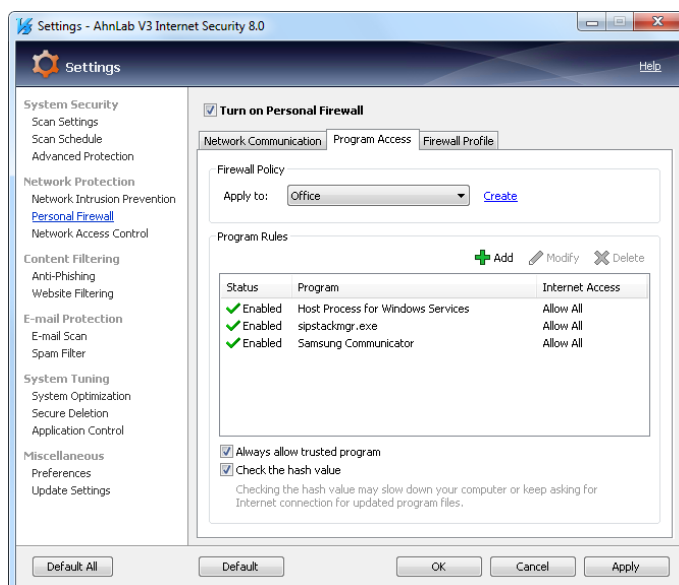 Settings - AhnLab V3 Internet Security 8.0
Settings
Help
System Security
Scan Settings
Scan Schedule
Advanced Protection
Network Protection
Network Intrusion Prevention
Personal Firewall
Network Access Control
Content Filtering
Anti-Phishing
Website Filtering
E-mail Protection
E-mail Scan
Spam Filter
System Tuning
System Optimization
Secure Deletion
Application Control
Miscellaneous
Preferences
Update Settings
Turn on Personal Firewall
Network Communication Program Access Firewall Profile
Firewall Policy
Apply to: Office Create
Program Rules
Add Modify Delete
Status Program Internet Access
Enabled Host Process for Windows Services Allow All
Enabled sipstackmgr.exe Allow All
Enabled Samsung Communicator Allow All
Always allow trusted program
Check the hash value
Checking the hash value may slow down your computer or keep asking for
Internet connection for updated program files.
Default All Default OK Cancel Apply